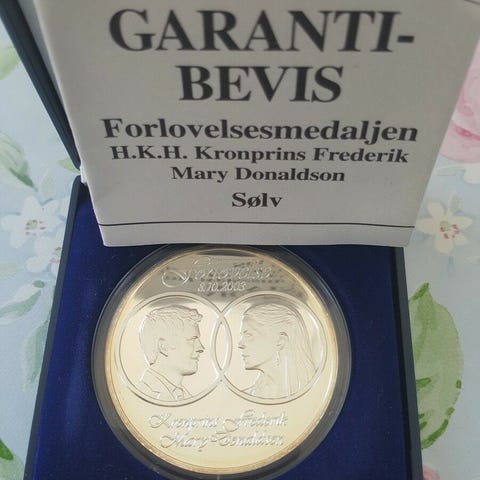 GARANTI-
BEVIS
Forlovelsesmedaljen
H.K.H. Kronprins Frederik
Mary Donaldson
Sølv
Forlovelse
8.10.2003
Kronprins Frederik
Mary Donaldson